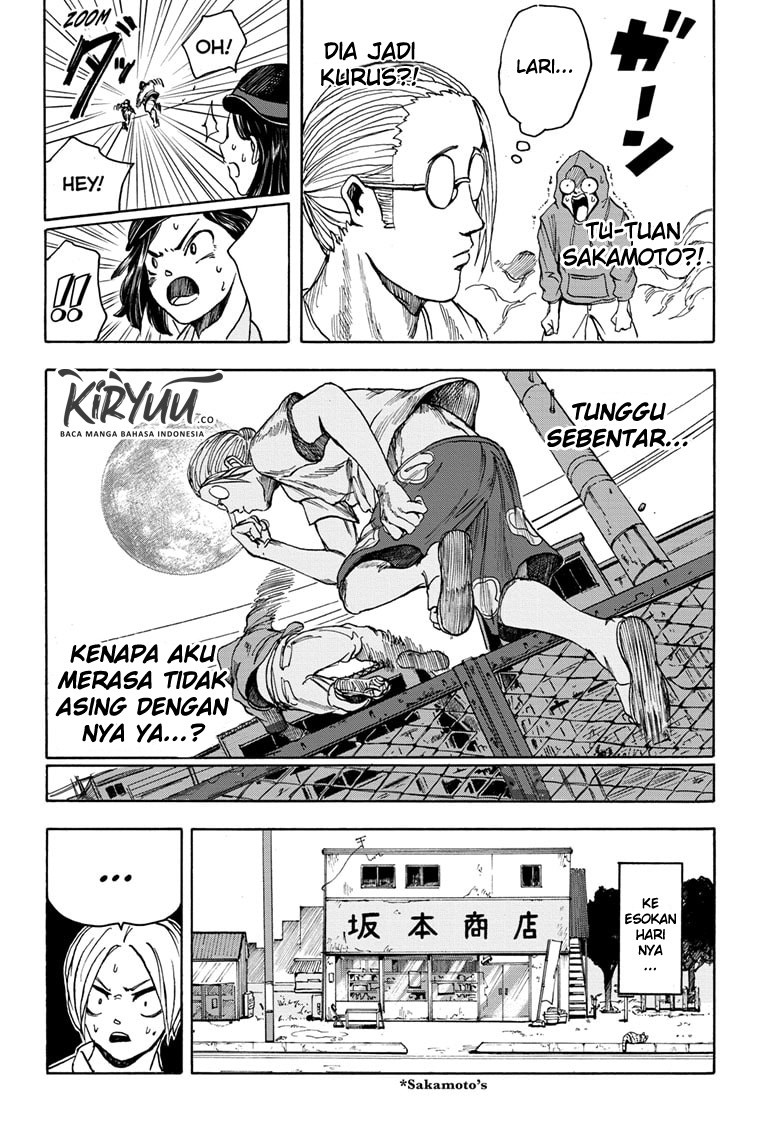 ガーン
LARI...
DIA JADI
KURUS?!
TU-TUAN
SAKAMOTO?!
ZOOM
ダッ
OH!
HEY!
!!
KiRYUU.CO
BACA MANGA BAHASA INDONESIA
TUNGGU
SEBENTAR...
KENAPA AKU
MERASA TIDAK
ASING DENGAN
NYA YA...?
KE
ESOKAN
HARI
NYA
...
坂本商店
*Sakamoto's
...